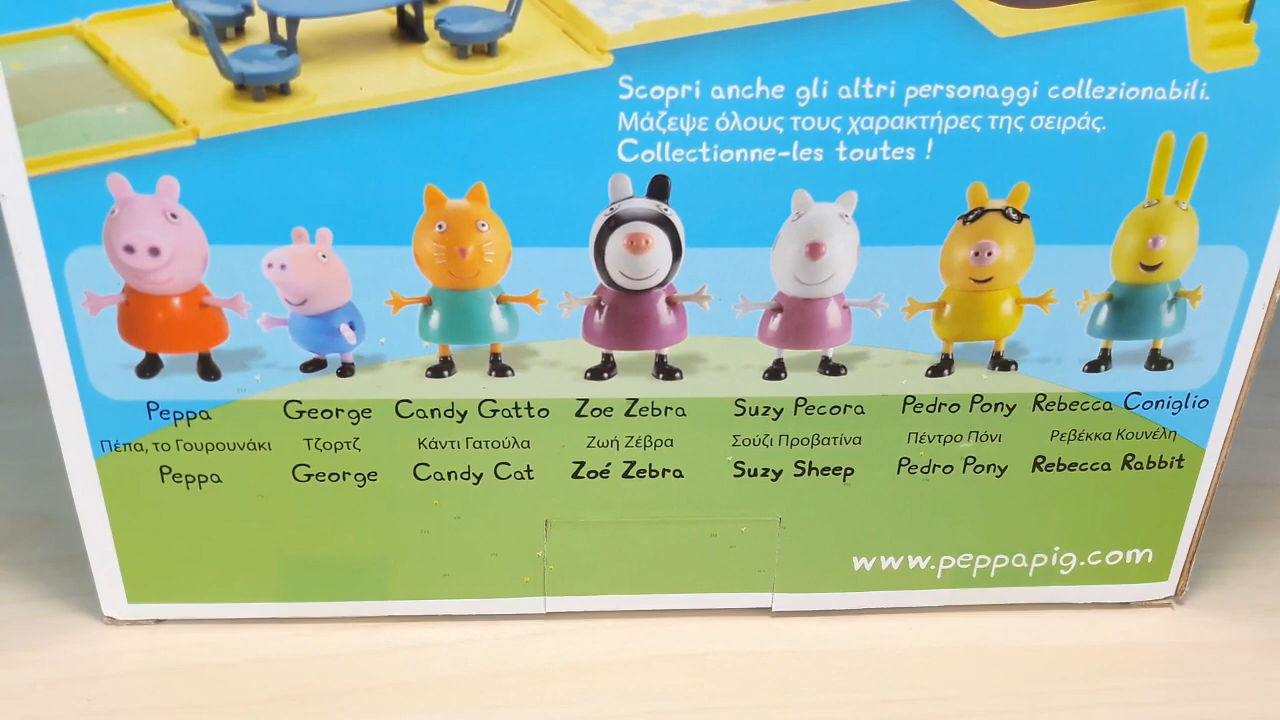 Scopri anche gli altri personaggi collezionabili.
Μάζεψε όλους τους χαρακτήρες της σειράς.
Collectionne-les toutes !
Peppa George Candy Gatto Zoe Zebra Suzy Pecora Pedro Pony Rebecca Coniglio
Πέπα, το Γουρουνάκι Τζορτζ Κάντι Γατούλα Ζωή Ζέβρα Σούζι Προβατίνα Πέντρο Πόνι Ρεβέκκα Κουνέλη
Peppa George Candy Cat Zoé Zebra Suzy Sheep Pedro Pony Rebecca Rabbit
www.peppapig.com